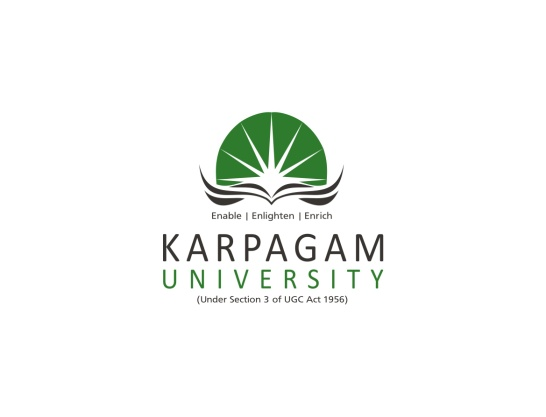 Enable | Enlighten | Enrich
KARPAGAM
UNIVERSITY
(Under Section 3 of UGC Act 1956)